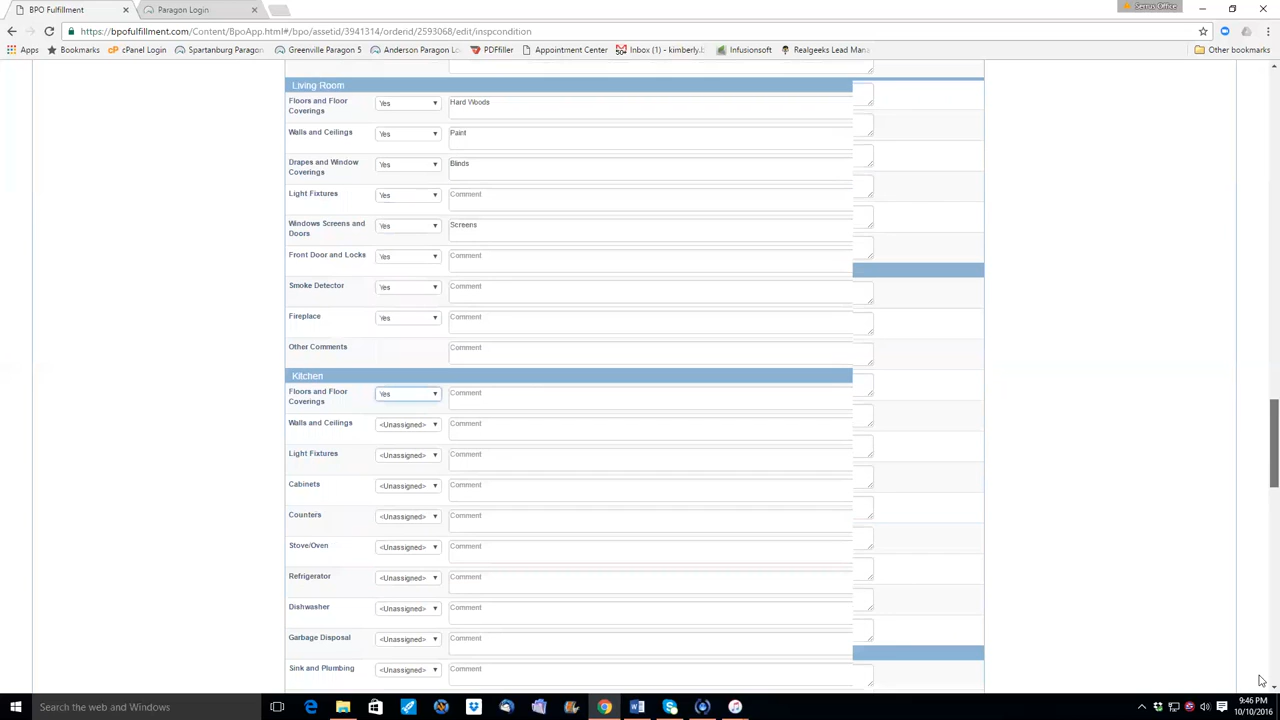 BPO Fulfillment × Paragon Login × Serrus Office
https://bpofulfillment.com/Content/BpoApp.html#/bpo/assetid/3941314/orderid/2593068/edit/inspcondition
Apps Bookmarks cPanel Login Spartanburg Paragon Greenville Paragon 5 Anderson Paragon Lo PDFfiller Appointment Center Inbox (1) - kimberly.b Infusionsoft Realgeeks Lead Mana Other bookmarks
Living Room
Floors and Floor Coverings Yes Hard Woods
Walls and Ceilings Yes Paint
Drapes and Window Coverings Yes Blinds
Light Fixtures Yes Comment
Windows Screens and Doors Yes Screens
Front Door and Locks Yes Comment
Smoke Detector Yes Comment
Fireplace Yes Comment
Other Comments Comment
Kitchen
Floors and Floor Coverings Yes Comment
Walls and Ceilings <Unassigned> Comment
Light Fixtures <Unassigned> Comment
Cabinets <Unassigned> Comment
Counters <Unassigned> Comment
Stove/Oven <Unassigned> Comment
Refrigerator <Unassigned> Comment
Dishwasher <Unassigned> Comment
Garbage Disposal <Unassigned> Comment
Sink and Plumbing <Unassigned> Comment
Search the web and Windows
9:46 PM
10/10/2016